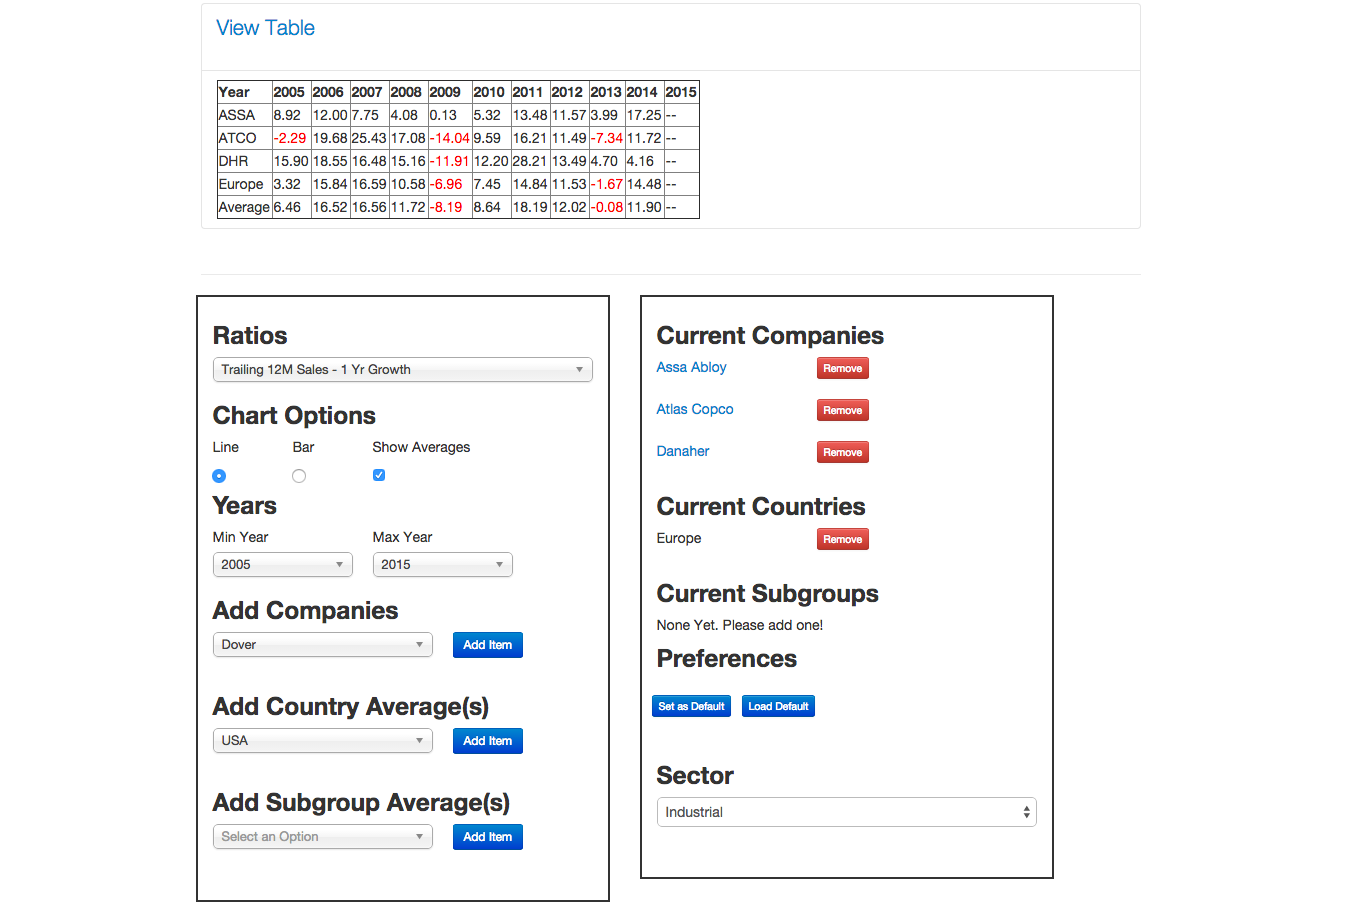 View Table
Year 2005 2006 2007 2008 2009 2010 2011 2012 2013 2014 2015
ASSA 8.92 12.00 7.75 4.08 0.13 5.32 13.48 11.57 3.99 17.25 --
ATCO -2.29 19.68 25.43 17.08 -14.04 9.59 16.21 11.49 -7.34 11.72 --
DHR 15.90 18.55 16.48 15.16 -11.91 12.20 28.21 13.49 4.70 4.16 --
Europe 3.32 15.84 16.59 10.58 -6.96 7.45 14.84 11.53 -1.67 14.48 --
Average 6.46 16.52 16.56 11.72 -8.19 8.64 18.19 12.02 -0.08 11.90 --
Ratios
Trailing 12M Sales - 1 Yr Growth
Chart Options
Line Bar Show Averages
Years
Min Year Max Year
2005 2015
Add Companies
Dover Add Item
Add Country Average(s)
USA Add Item
Add Subgroup Average(s)
Select an Option Add Item
Current Companies
Assa Abloy Remove
Atlas Copco Remove
Danaher Remove
Current Countries
Europe Remove
Current Subgroups
None Yet. Please add one!
Preferences
Set as Default Load Default
Sector
Industrial